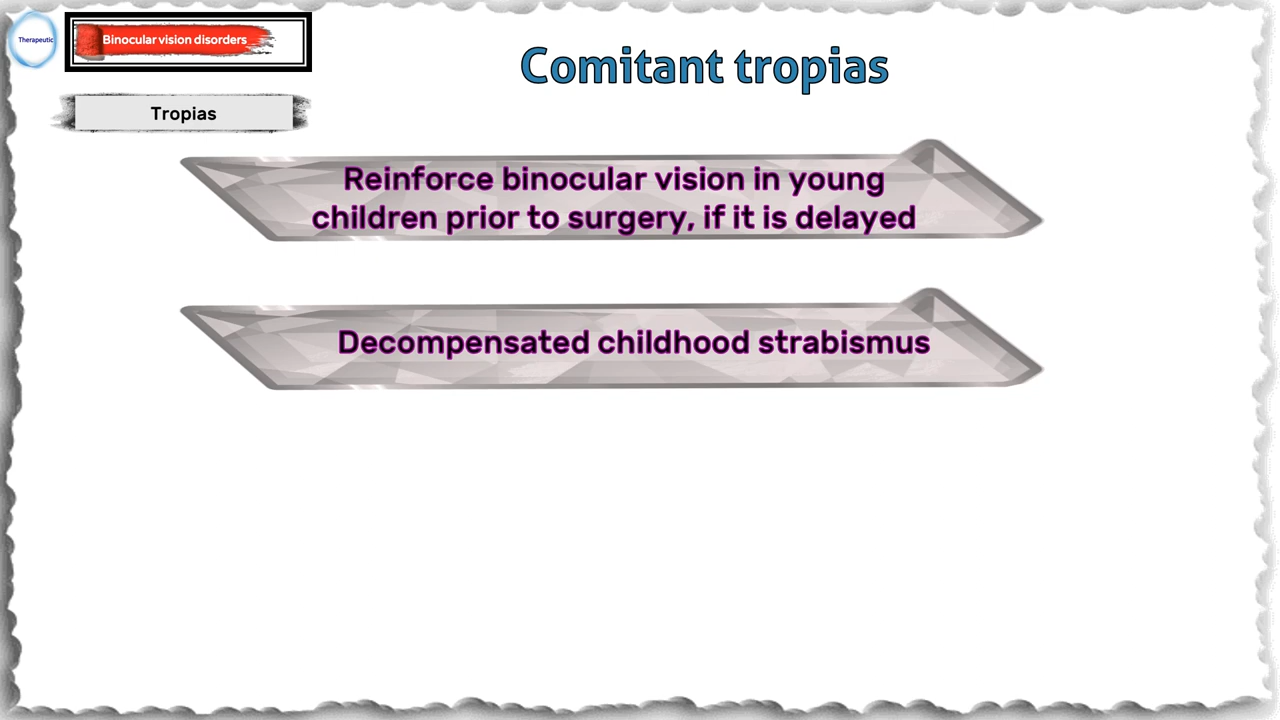 Therapeutic
Binocular vision disorders
Comitant tropias
Tropias
Reinforce binocular vision in young
children prior to surgery, if it is delayed
Decompensated childhood strabismus